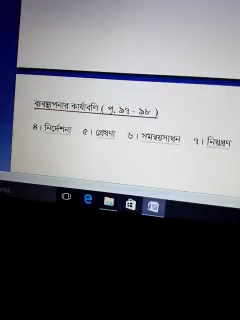 ব্যবস্থাপনার কার্যাবলি ( পৃ, ৯৭ - ৯৮ )
৪। নির্দেশনা ৫। প্রেষণা ৬। সমন্বয়সাধন ৭। নিয়ন্ত্রণ